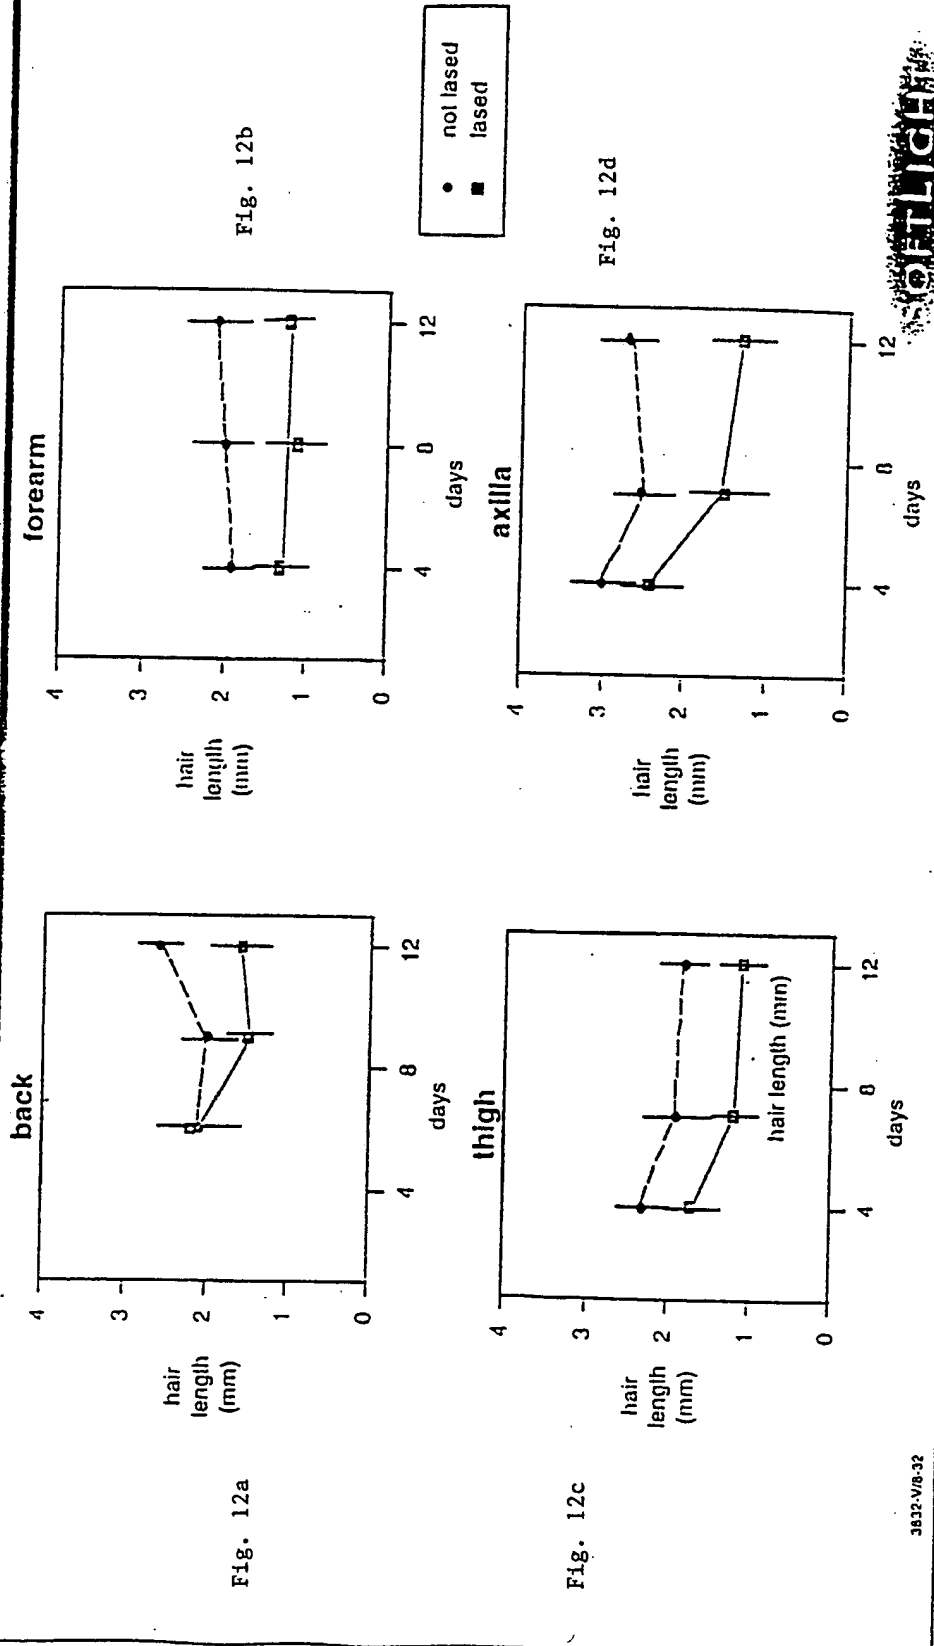 Fig. 12a
back
hair
length
(mm)
4
3
2
1
0
4 8 12
days
Fig. 12b
forearm
hair
length
(mm)
4
3
2
1
0
4 8 12
days
not lased
lased
Fig. 12c
thigh
hair
length
(mm)
4
3
2
1
0
hair length (mm)
4 8 12
days
Fig. 12d
axilla
hair
length
(mm)
4
3
2
1
0
4 8 12
days
3832-V/8-32